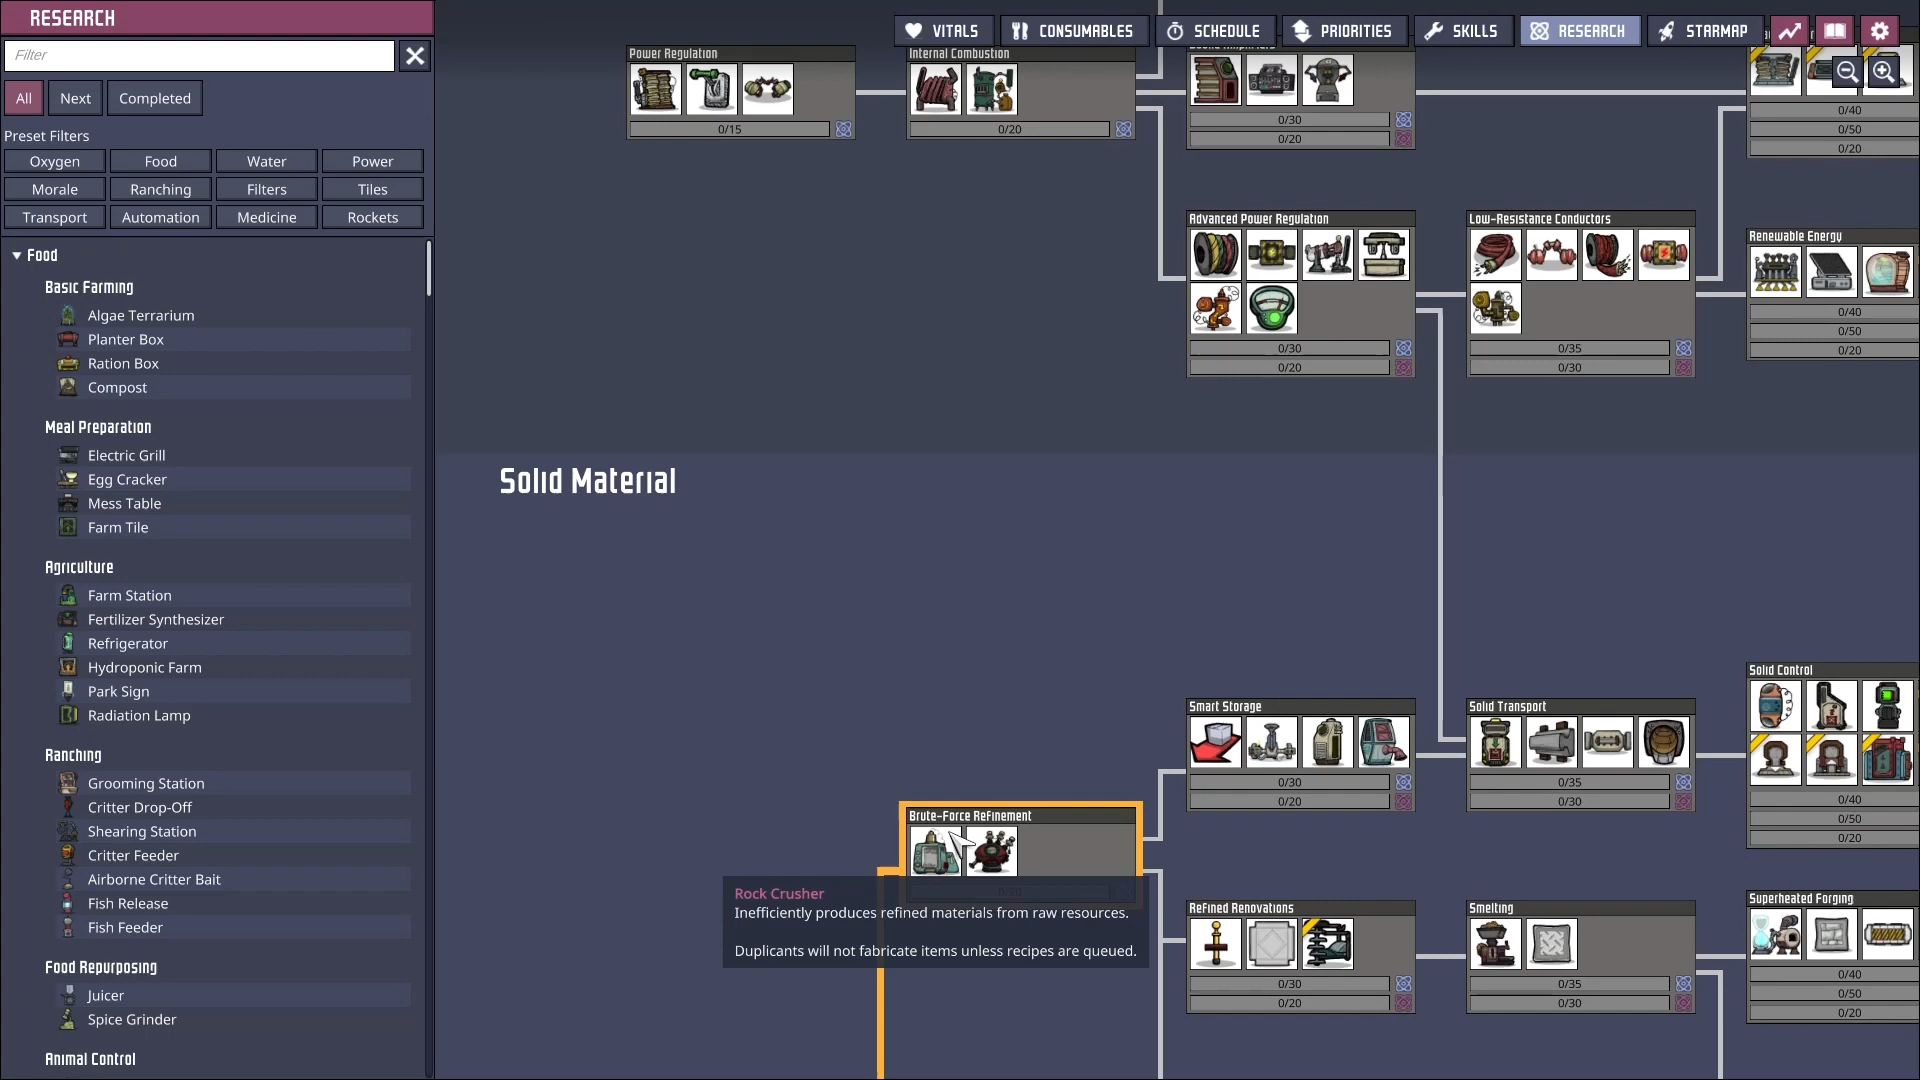 RESEARCH
VITALS
CONSUMABLES
SCHEDULE
PRIORITIES
SKILLS
RESEARCH
STARMAP
Filter
All
Next
Completed
Preset Filters
Oxygen
Food
Water
Power
Morale
Ranching
Filters
Tiles
Transport
Automation
Medicine
Rockets
Food
Basic Farming
Algae Terrarium
Planter Box
Ration Box
Compost
Meal Preparation
Electric Grill
Egg Cracker
Mess Table
Farm Tile
Agriculture
Farm Station
Fertilizer Synthesizer
Refrigerator
Hydroponic Farm
Park Sign
Radiation Lamp
Ranching
Grooming Station
Critter Drop-Off
Shearing Station
Critter Feeder
Airborne Critter Bait
Fish Release
Fish Feeder
Food Repurposing
Juicer
Spice Grinder
Animal Control
Power Regulation
0/15
Internal Combustion
0/20
0/30
0/20
0/40
0/50
0/20
Advanced Power Regulation
0/30
0/20
Low-Resistance Conductors
0/35
0/30
Renewable Energy
0/40
0/50
0/20
Solid Material
Smart Storage
0/30
0/20
Solid Transport
0/35
0/30
Solid Control
0/40
0/50
0/20
Brute-Force Refinement
Rock Crusher
Inefficiently produces refined materials from raw resources.
Duplicants will not fabricate items unless recipes are queued.
Refined Renovations
0/30
0/20
Smelting
0/35
0/30
Superheated Forging
0/40
0/50
0/20